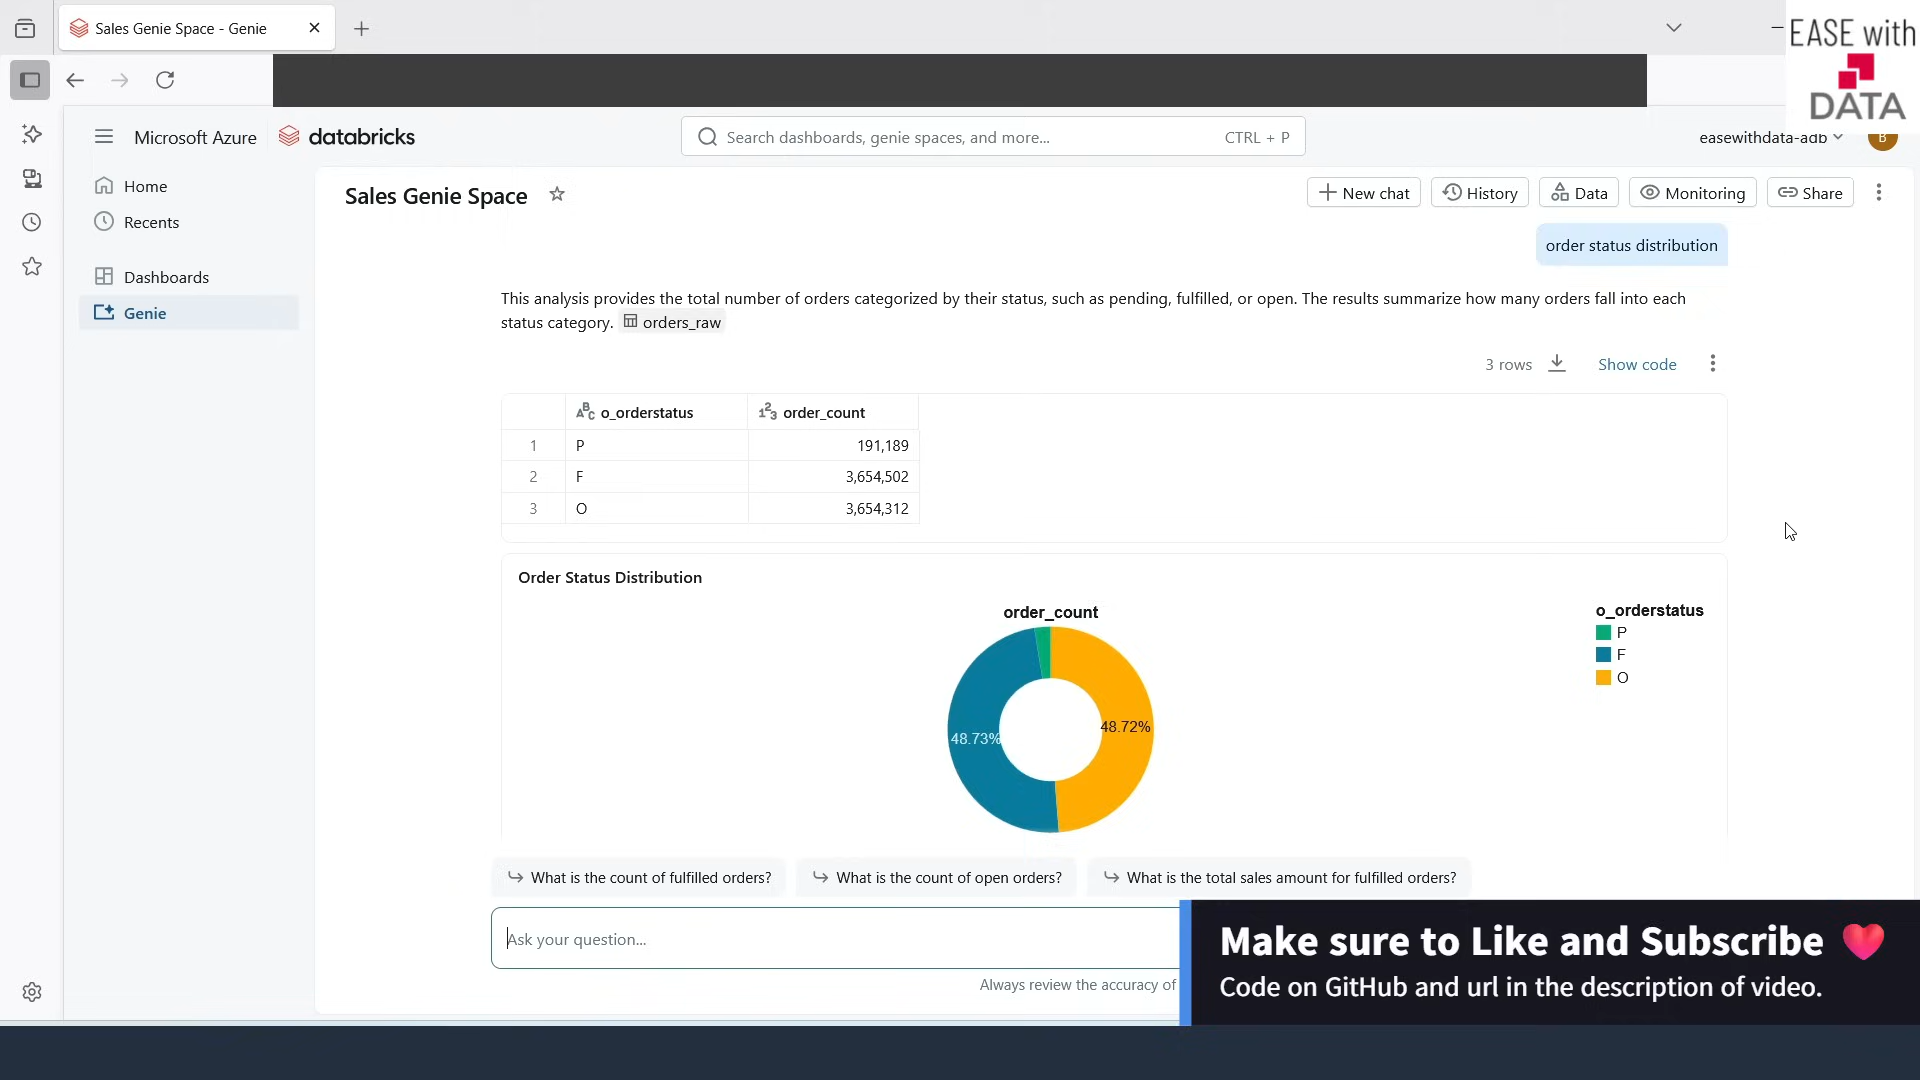 Sales Genie Space - Genie
EASE with
DATA
Microsoft Azure
databricks
Search dashboards, genie spaces, and more...
CTRL + P
easewithdata-adb
B
Home
Recents
Dashboards
Genie
Sales Genie Space
New chat
History
Data
Monitoring
Share
order status distribution
This analysis provides the total number of orders categorized by their status, such as pending, fulfilled, or open. The results summarize how many orders fall into each
status category. orders_raw
3 rows
Show code
ABC o_orderstatus 123 order_count
1 P 191,189
2 F 3,654,502
3 O 3,654,312
Order Status Distribution
order_count
o_orderstatus
P
F
O
48.73%
48.72%
What is the count of fulfilled orders?
What is the count of open orders?
What is the total sales amount for fulfilled orders?
Ask your question...
Always review the accuracy of
Make sure to Like and Subscribe
Code on GitHub and url in the description of video.